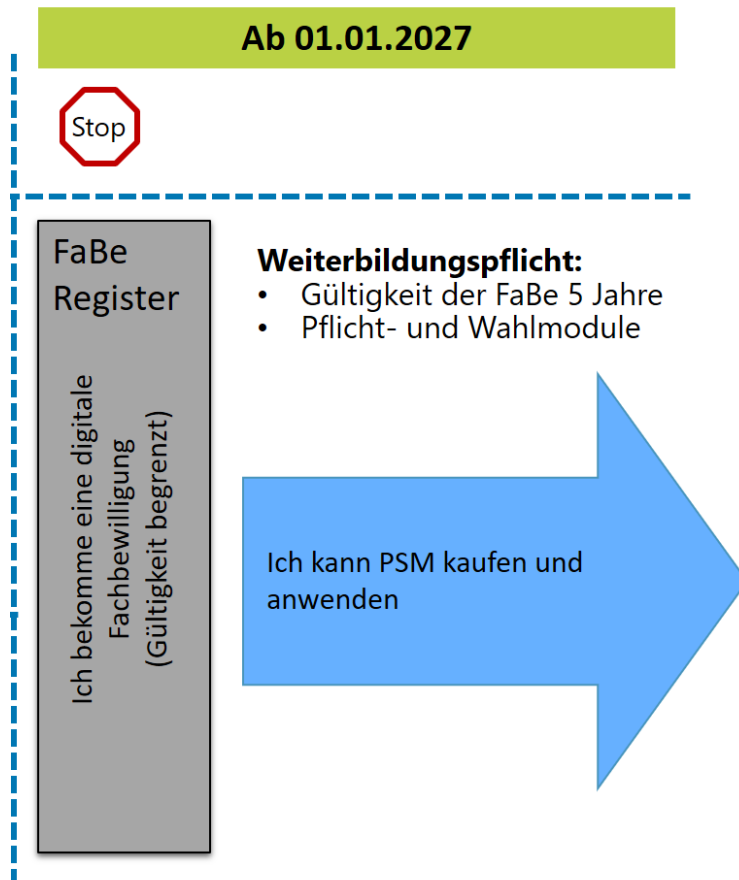 Ab 01.01.2027
Stop
FaBe
Register
Ich bekomme eine digitale
Fachbewilligung
(Gültigkeit begrenzt)
Weiterbildungspflicht:
• Gültigkeit der FaBe 5 Jahre
• Pflicht- und Wahlmodule
Ich kann PSM kaufen und
anwenden